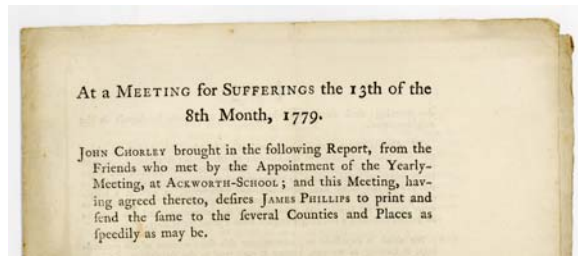 At a MEETING for SUFFERINGS the 13th of the
8th Month, 1779.
JOHN CHORLEY brought in the following Report, from the
Friends who met by the Appointment of the Yearly-
Meeting, at ACKWORTH-SCHOOL; and this Meeting, hav-
ing agreed thereto, deſires JAMES PHILLIPS to print and
ſend the ſame to the ſeveral Counties and Places as
ſpeedily as may be.